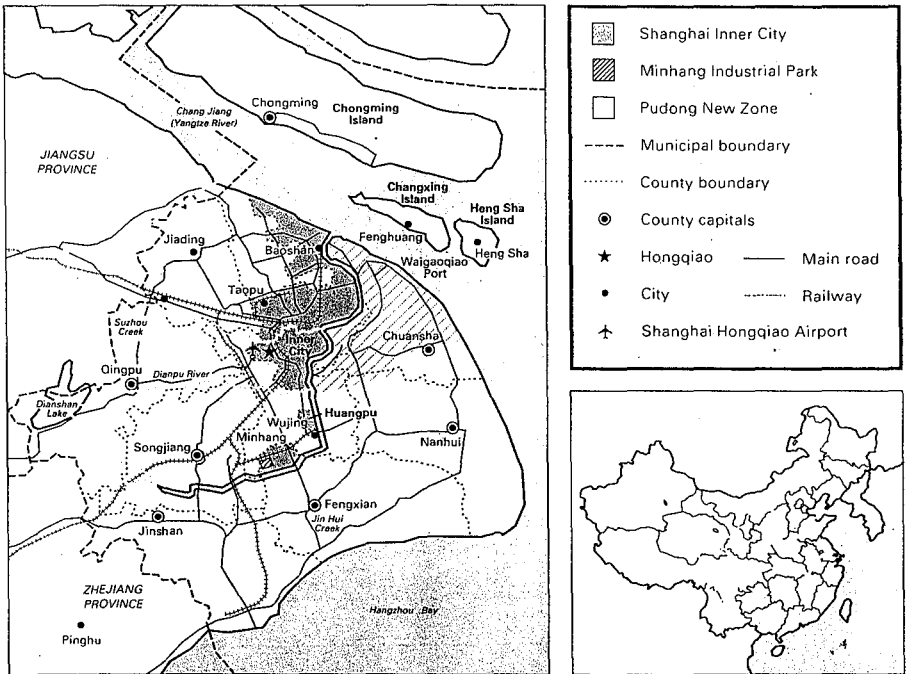 Chongming
Chongming
Island
Chang Jiang
(Yangtze River)
JIANGSU
PROVINCE
Changxing
Island
Heng Sha
Island
Fenghuang
Heng Sha
Waigaoqiao
Port
Jiading
Baoshan
Taopu
Suzhou
Creek
Inner
City
Chuansha
Qingpu
Dianpu River
Dianshan
Lake
Huangpu
Wujing
Minhang
Nanhui
Songjiang
Fengxian
Jin Hui
Creek
Jinshan
ZHEJIANG
PROVINCE
Hangzhou Bay
Pinghu
Shanghai Inner City
Minhang Industrial Park
Pudong New Zone
Municipal boundary
County boundary
County capitals
Hongqiao
Main road
City
Railway
Shanghai Hongqiao Airport